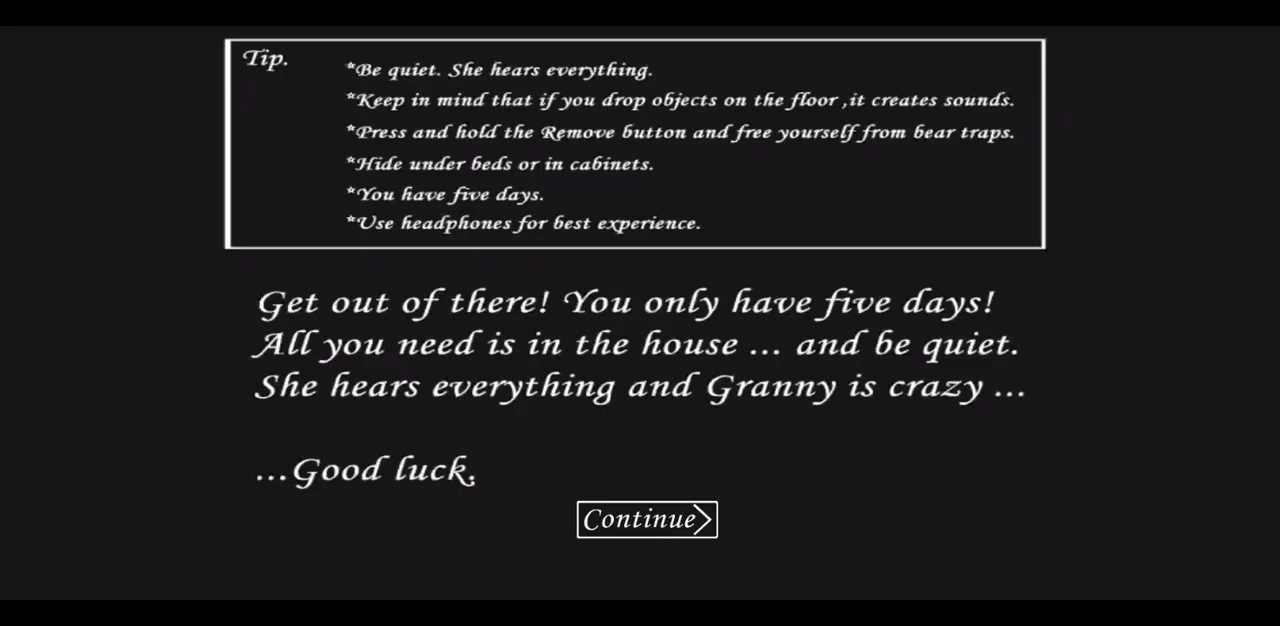 Tip.
*Be quiet. She hears everything.
*Keep in mind that if you drop objects on the floor ,it creates sounds.
*Press and hold the Remove button and free yourself from bear traps.
*Hide under beds or in cabinets.
*You have five days.
*Use headphones for best experience.
Get out of there! You only have five days!
All you need is in the house ... and be quiet.
She hears everything and Granny is crazy ...
...Good luck.
Continue